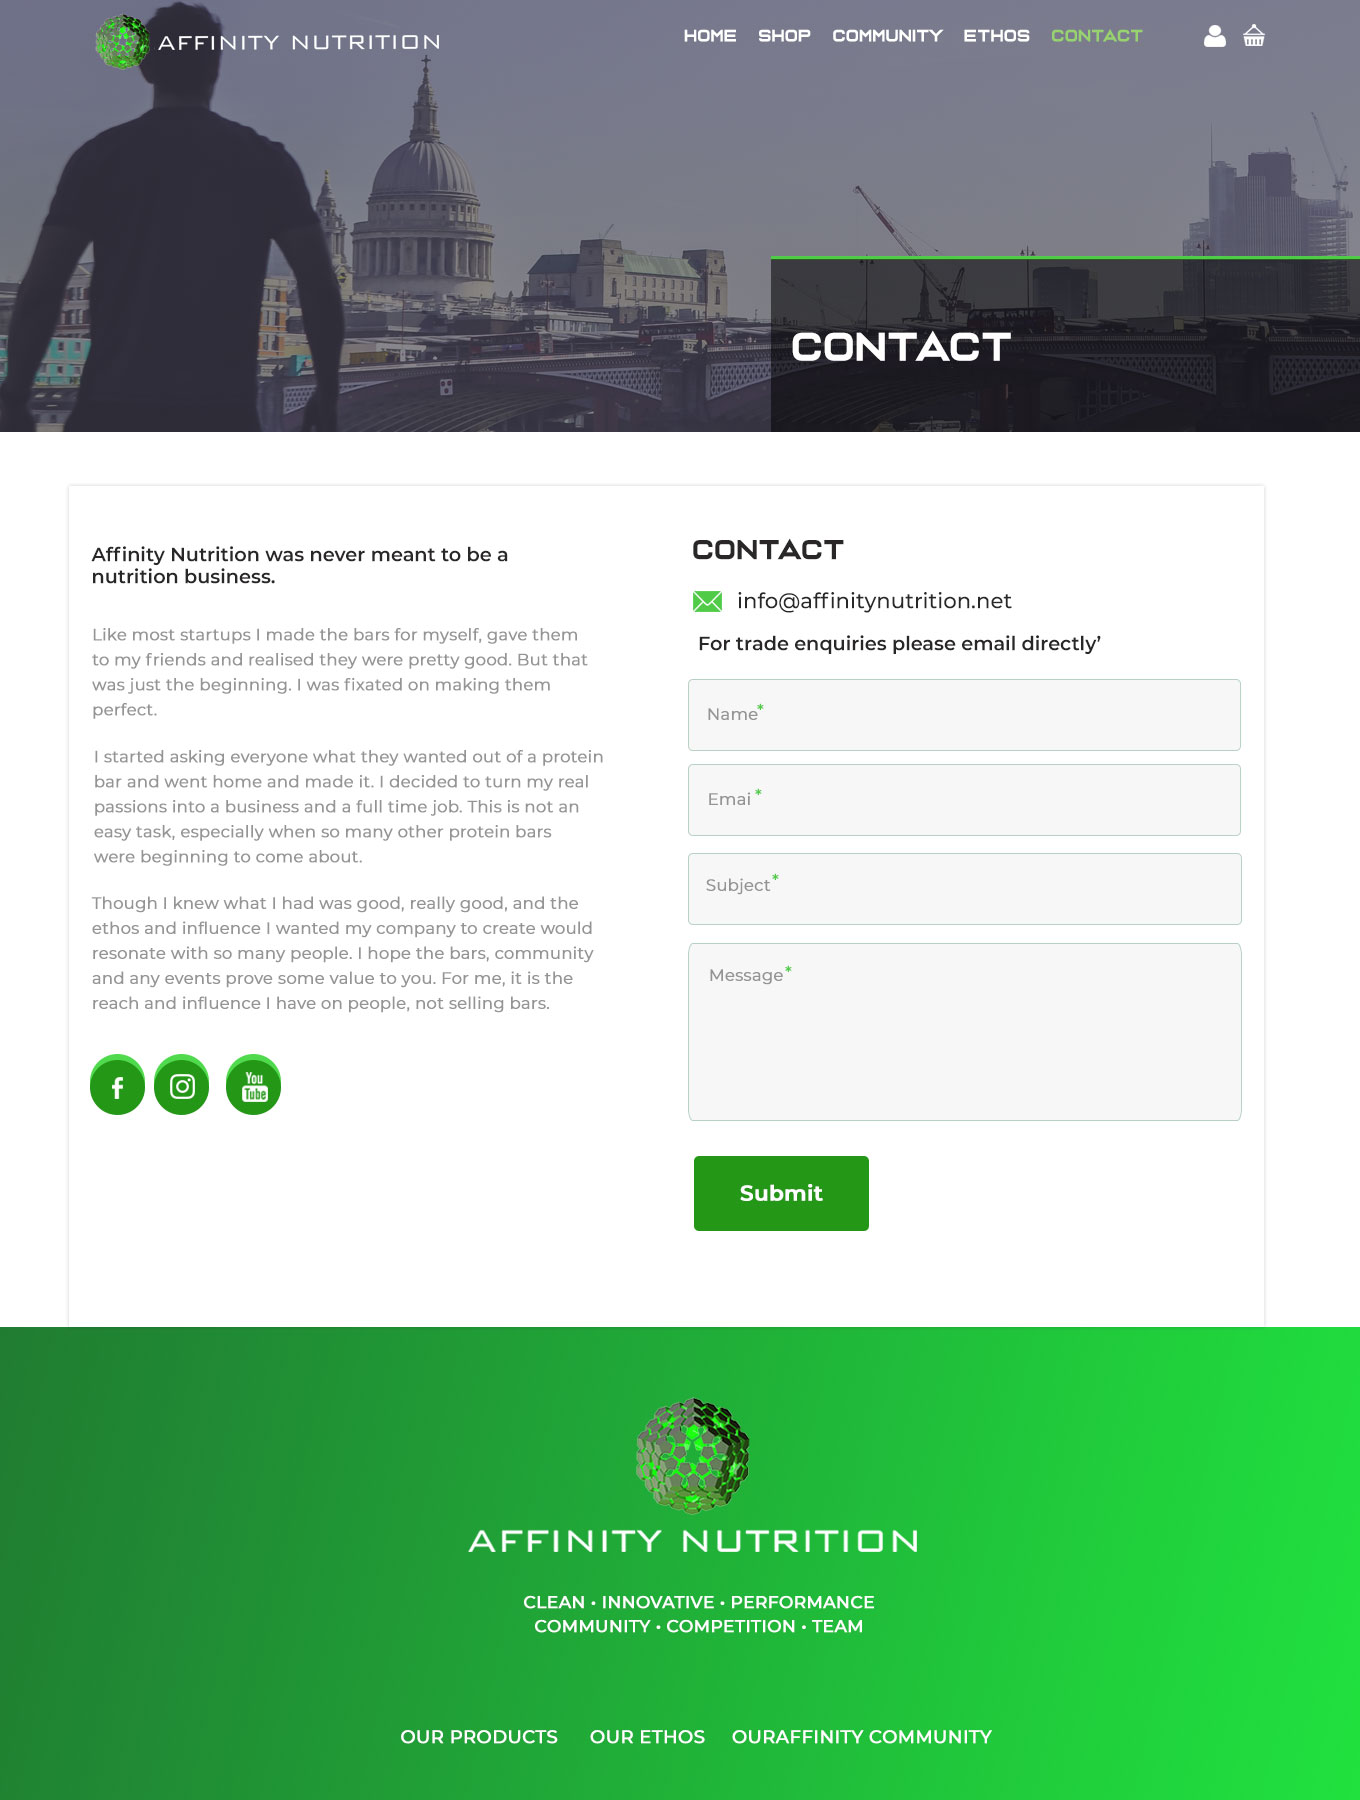 AFFINITY NUTRITION
HOME SHOP COMMUNITY ETHOS CONTACT
CONTACT
Affinity Nutrition was never meant to be a
nutrition business.
Like most startups I made the bars for myself, gave them
to my friends and realised they were pretty good. But that
was just the beginning. I was fixated on making them
perfect.
I started asking everyone what they wanted out of a protein
bar and went home and made it. I decided to turn my real
passions into a business and a full time job. This is not an
easy task, especially when so many other protein bars
were beginning to come about.
Though I knew what I had was good, really good, and the
ethos and influence I wanted my company to create would
resonate with so many people. I hope the bars, community
and any events prove some value to you. For me, it is the
reach and influence I have on people, not selling bars.
You
Tube
CONTACT
info@affinitynutrition.net
For trade enquiries please email directly’
Name*
Emai *
Subject*
Message*
Submit
AFFINITY NUTRITION
CLEAN • INNOVATIVE • PERFORMANCE
COMMUNITY • COMPETITION • TEAM
OUR PRODUCTS OUR ETHOS OURAFFINITY COMMUNITY